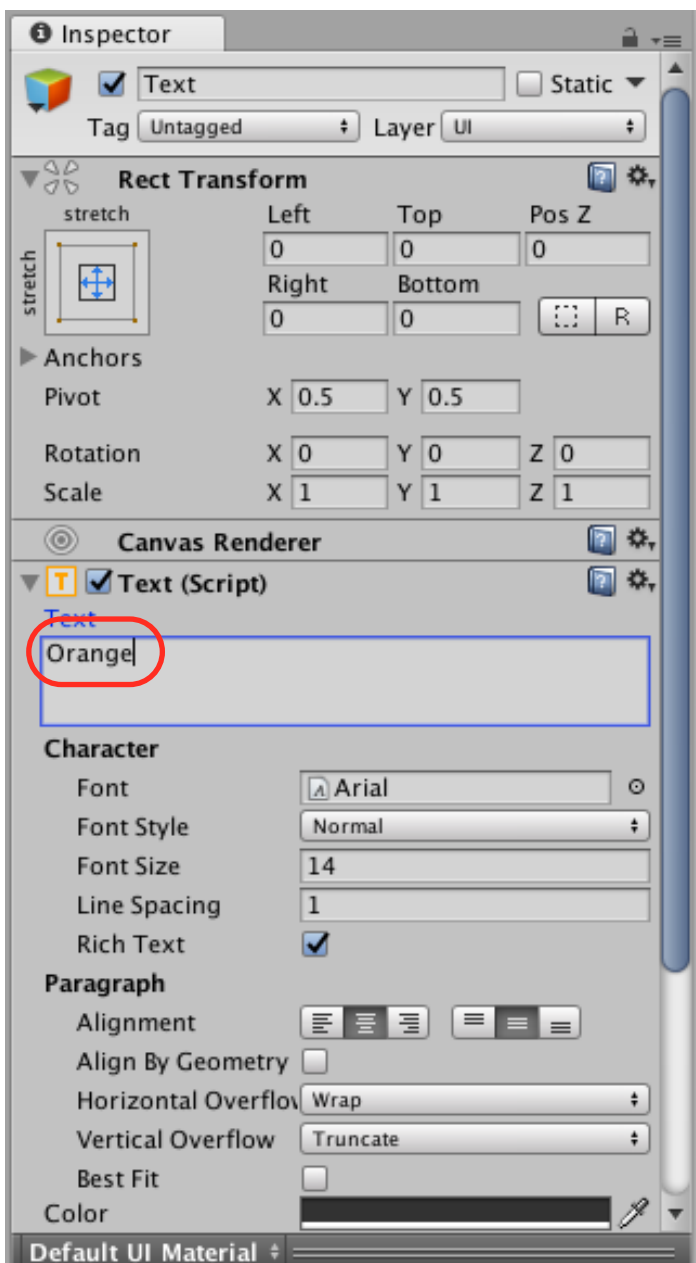 Inspector
Text Static
Tag Untagged Layer UI
Rect Transform
stretch Left Top Pos Z
stretch 0 0 0
Right Bottom
0 0 R
Anchors
Pivot X 0.5 Y 0.5
Rotation X 0 Y 0 Z 0
Scale X 1 Y 1 Z 1
Canvas Renderer
T Text (Script)
Text
Orange
Character
Font Arial
Font Style Normal
Font Size 14
Line Spacing 1
Rich Text
Paragraph
Alignment
Align By Geometry
Horizontal Overflow Wrap
Vertical Overflow Truncate
Best Fit
Color
Default UI Material